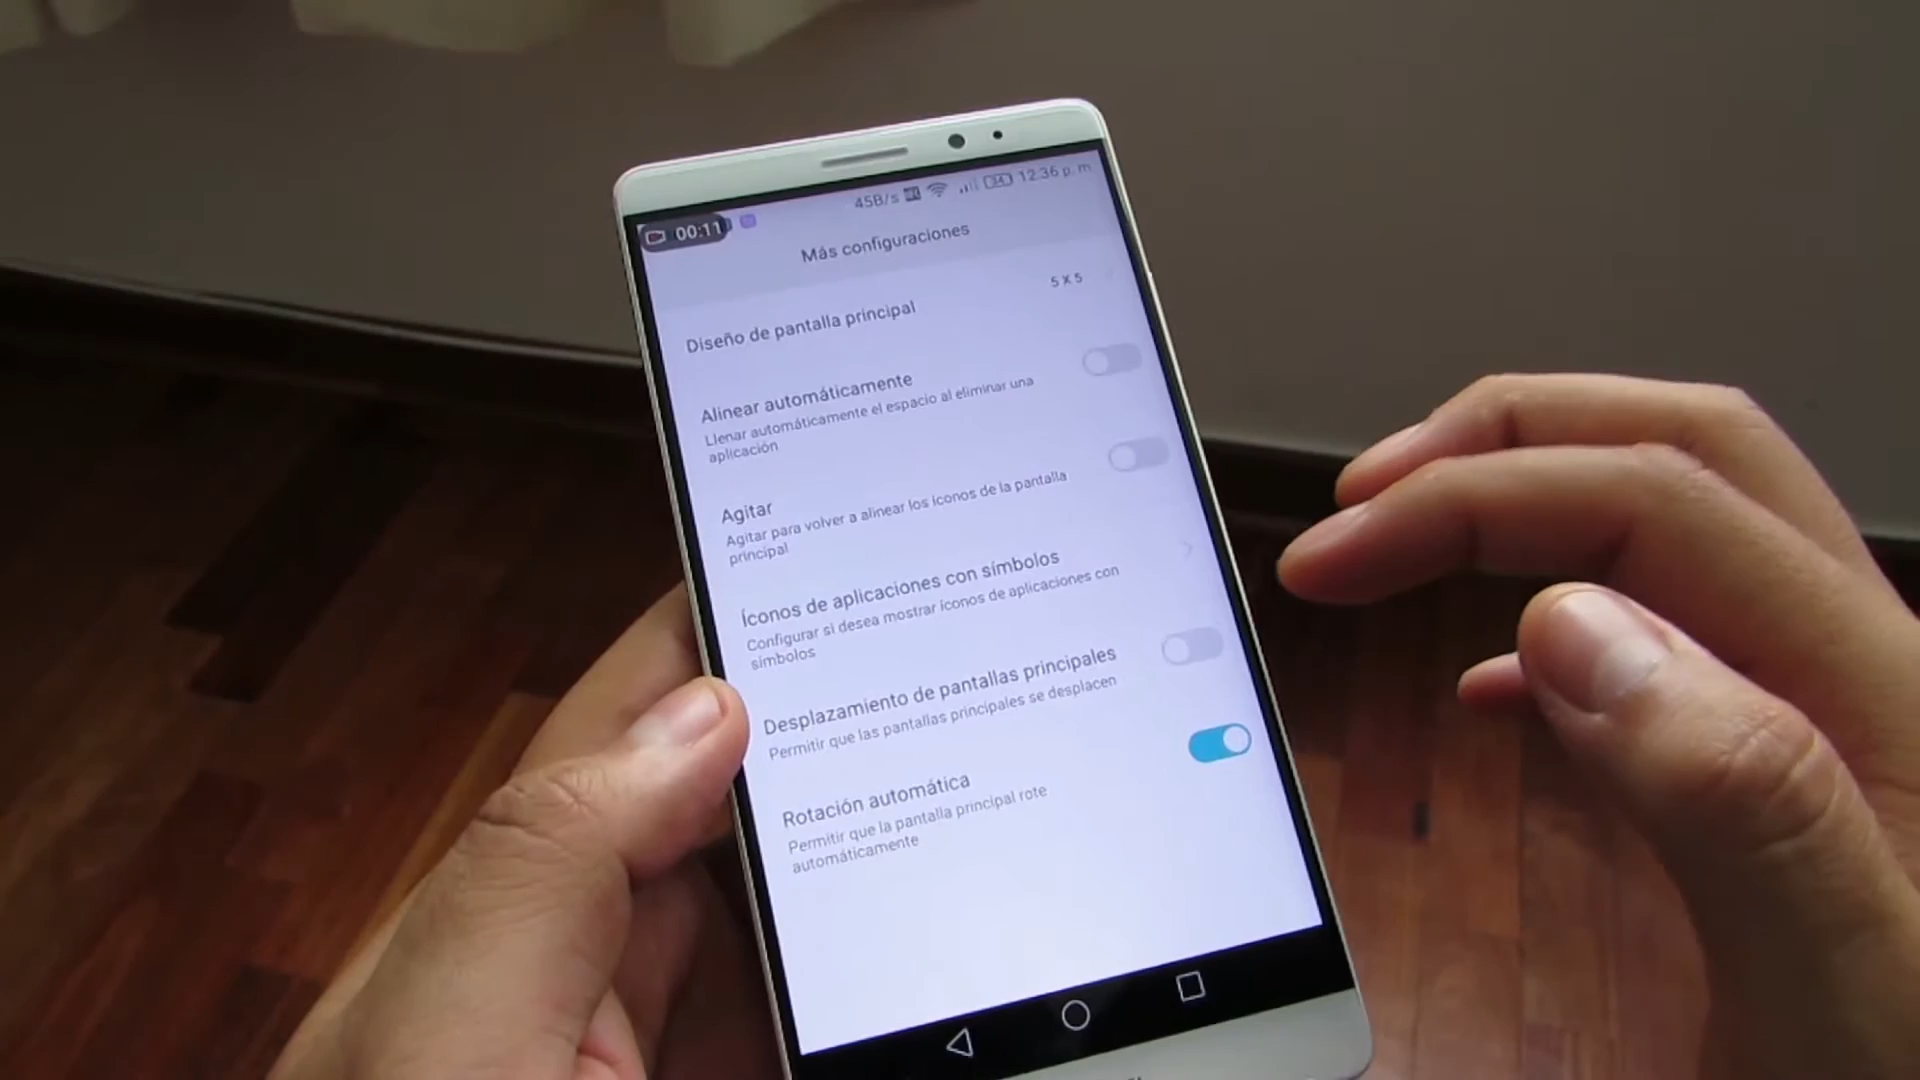 45B/s 34 12:36 p. m.
00:11
Más configuraciones
Diseño de pantalla principal 5 X 5
Alinear automáticamente
Llenar automáticamente el espacio al eliminar una
aplicación
Agitar
Agitar para volver a alinear los íconos de la pantalla
principal
Íconos de aplicaciones con símbolos
Configurar si desea mostrar íconos de aplicaciones con
símbolos
Desplazamiento de pantallas principales
Permitir que las pantallas principales se desplacen
Rotación automática
Permitir que la pantalla principal rote
automáticamente